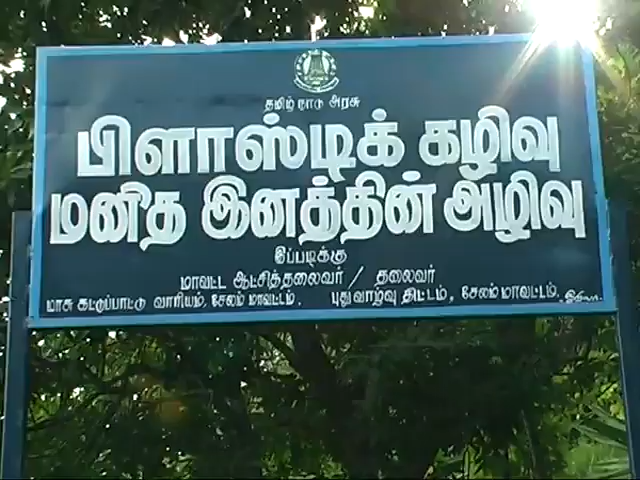 தமிழ் நாடு அரசு
பிளாஸ்டிக் கழிவு
மனித இனத்தின் அழிவு
இப்படிக்கு
மாவட்ட ஆட்சித்தலைவர் / தலைவர்
மாசு கட்டுப்பாட்டு வாரியம், சேலம் மாவட்டம். புதுவாழ்வு திட்டம், சேலம் மாவட்டம்.